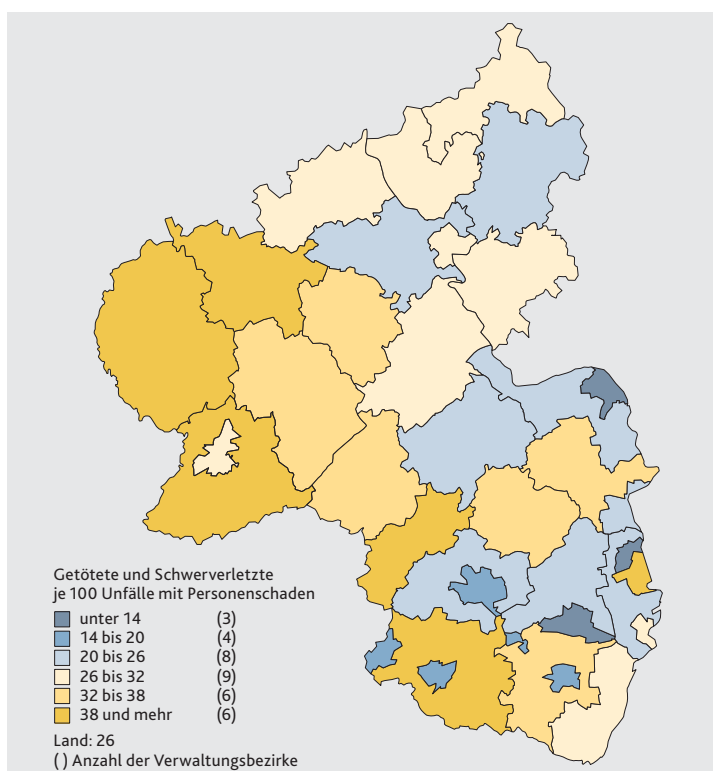 Getötete und Schwerverletzte
je 100 Unfälle mit Personenschaden
unter 14 (3)
14 bis 20 (4)
20 bis 26 (8)
26 bis 32 (9)
32 bis 38 (6)
38 und mehr (6)
Land: 26
( ) Anzahl der Verwaltungsbezirke